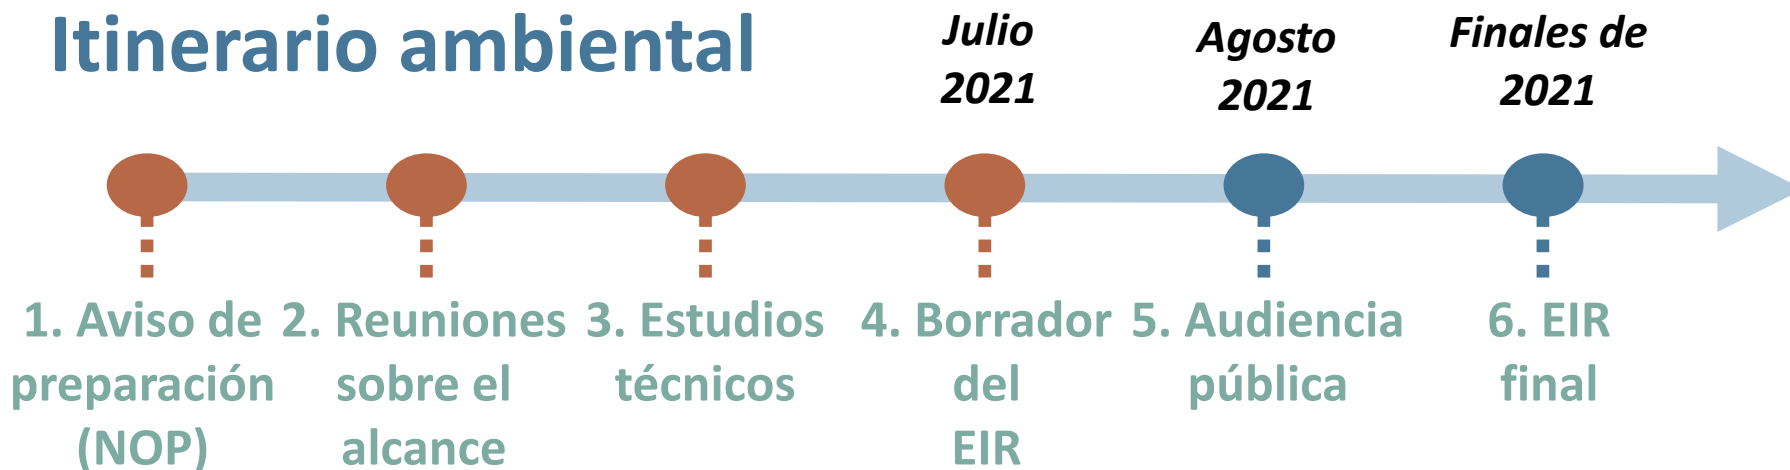 Itinerario ambiental
Julio
2021
Agosto
2021
Finales de
2021
1. Aviso de
preparación
(NOP)
2. Reuniones
sobre el
alcance
3. Estudios
técnicos
4. Borrador
del
EIR
5. Audiencia
pública
6. EIR
final